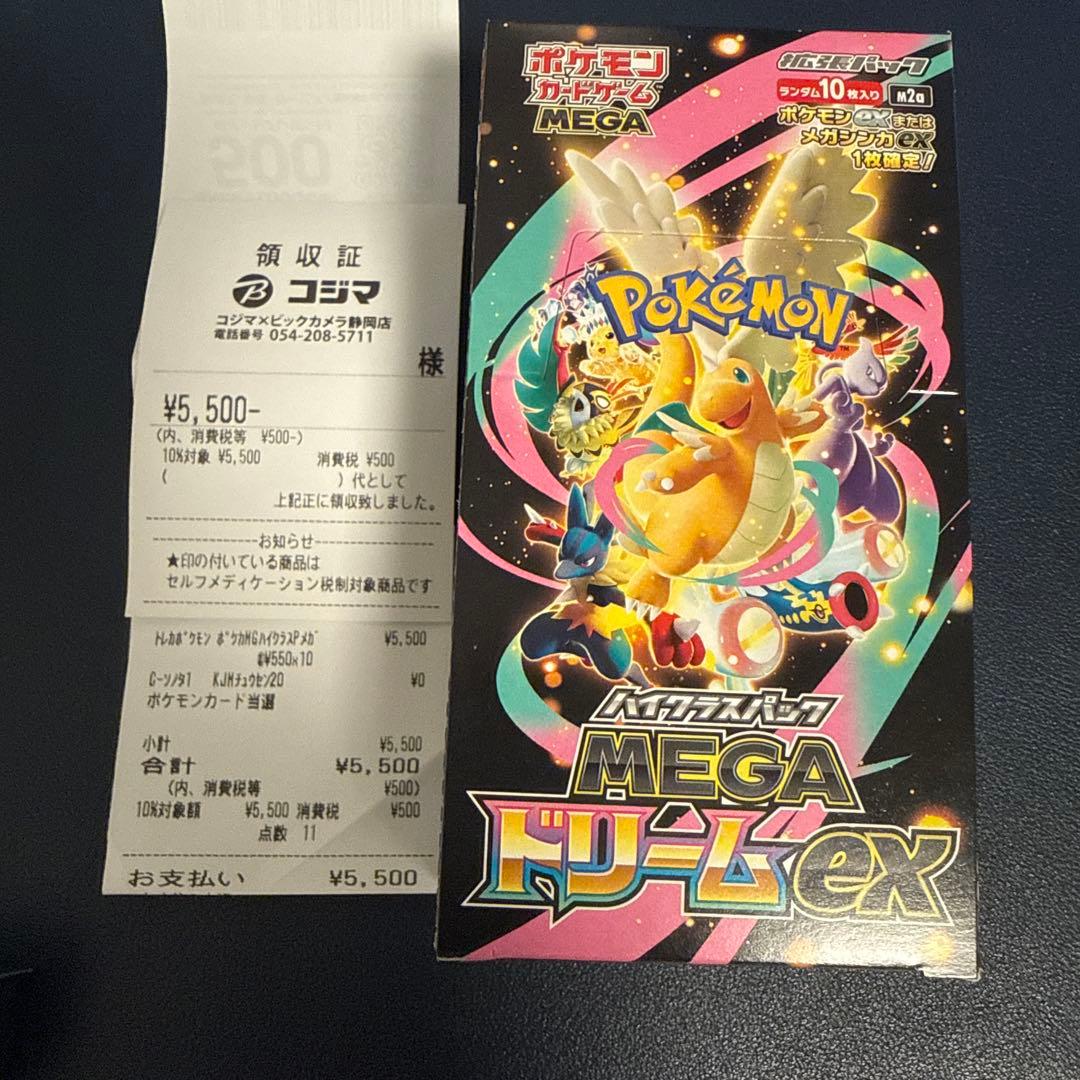 領収証
コジマ
コジマ×ビックカメラ静岡店
電話番号 054-208-5711
様
¥5,500-
(内、消費税等 ¥500-)
10%対象 ¥5,500 消費税 ¥500
( )代として
上記正に領収致しました。
お知らせ
★印の付いている商品は
セルフメディケーション税制対象商品です
トレカポケモン ポケカMGハイクラスPメガ ¥5,500
@¥550×10
C-ソノタ1 KJMチュウセン20 ¥0
ポケモンカード当選
小計 ¥5,500
合計 ¥5,500
(内、消費税等 ¥500)
10%対象額 ¥5,500 消費税 ¥500
点数 11
お支払い ¥5,500
ポケモン
カードゲーム
MEGA
拡張パック
ランダム10枚入り M2a
ポケモンexまたは
メガシンカex
1枚確定!
POKÉMON
TM
ハイクラスパック
MEGA
ドリームex